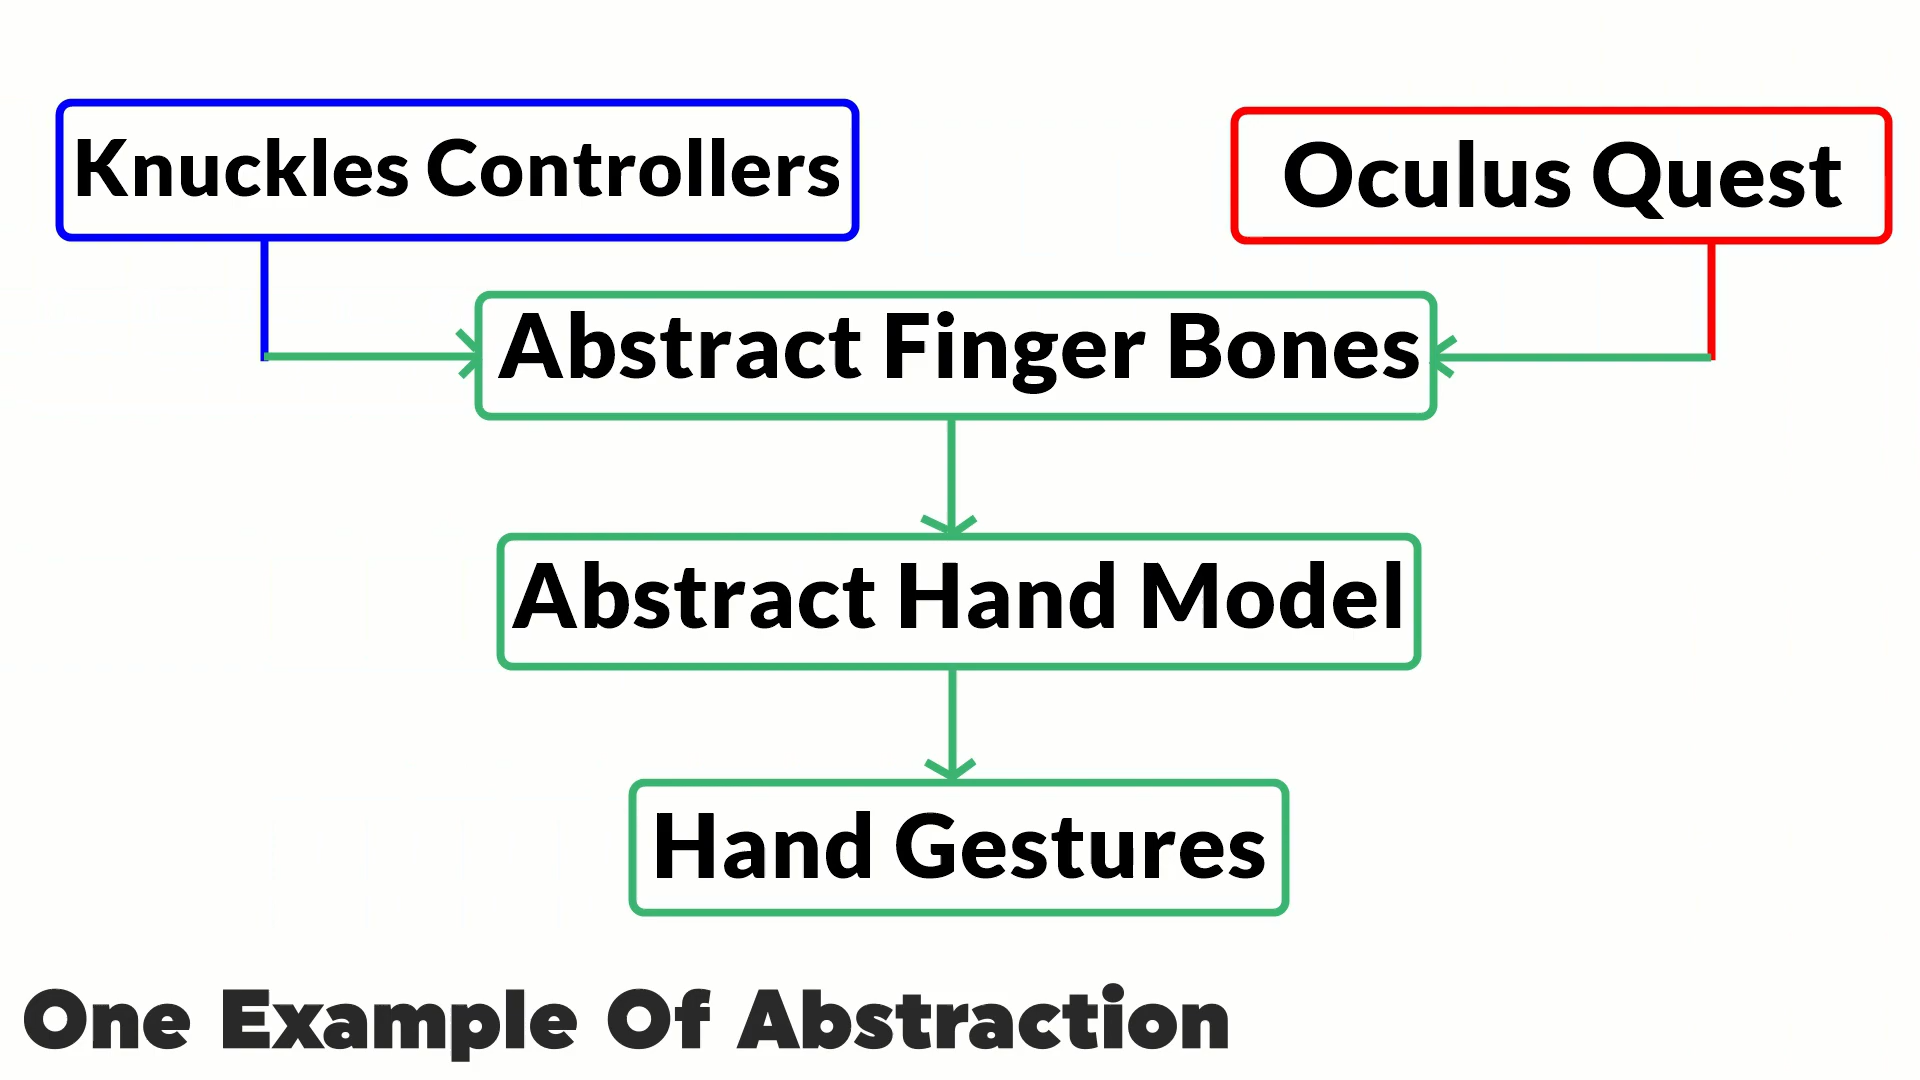 Knuckles Controllers
Oculus Quest
Abstract Finger Bones
Abstract Hand Model
Hand Gestures
One Example Of Abstraction